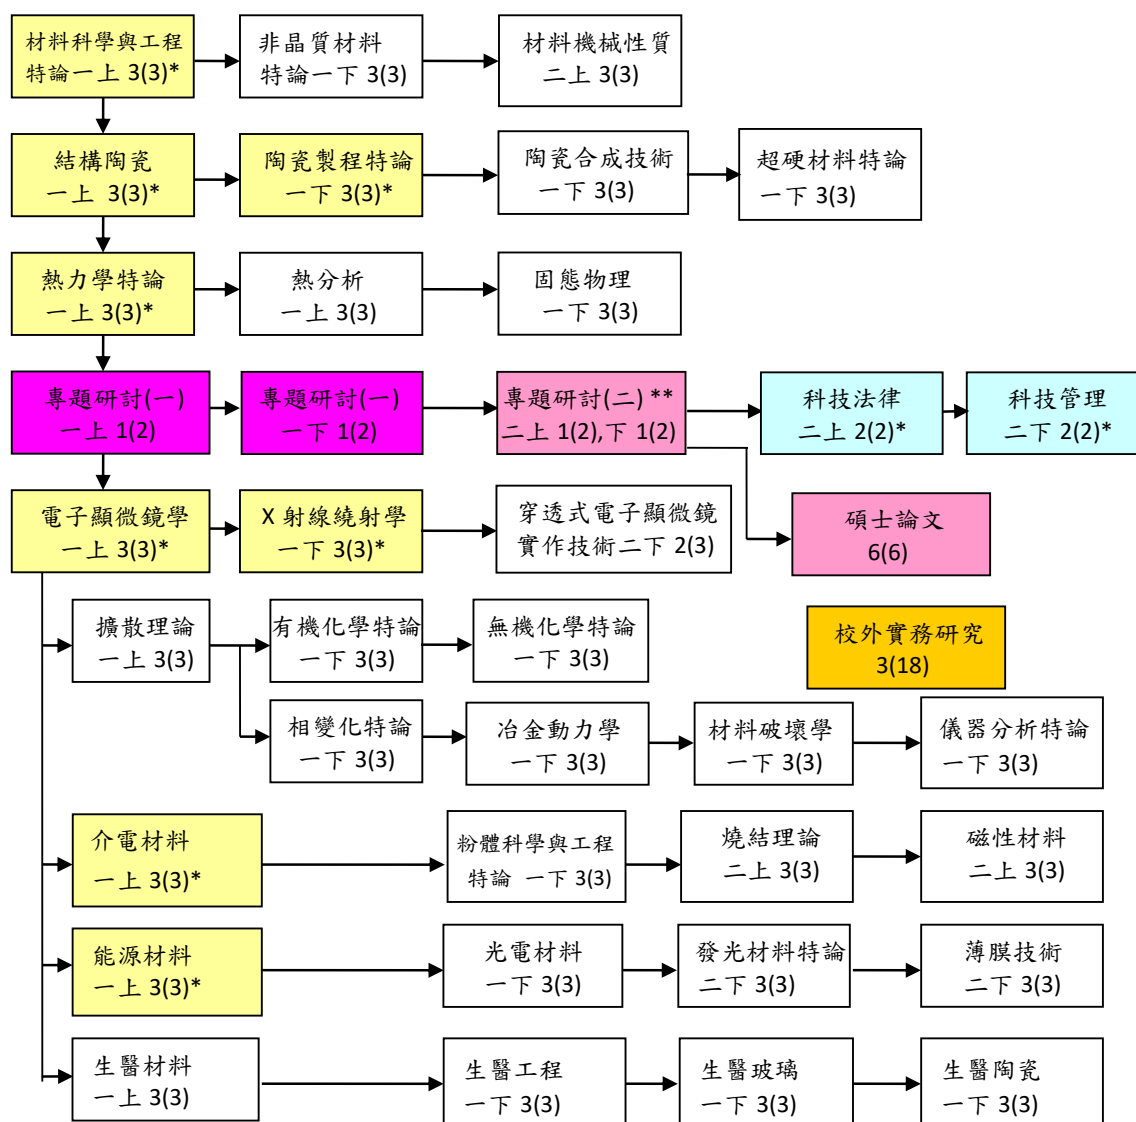 材料科學與工程
特論一上 3(3)*
非晶質材料
特論一下 3(3)
材料機械性質
二上 3(3)
結構陶瓷
一上 3(3)*
陶瓷製程特論
一下 3(3)*
陶瓷合成技術
一下 3(3)
超硬材料特論
一下 3(3)
熱力學特論
一上 3(3)*
熱分析
一上 3(3)
固態物理
一下 3(3)
專題研討(一)
一上 1(2)
專題研討(一)
一下 1(2)
專題研討(二) **
二上 1(2),下 1(2)
科技法律
二上 2(2)*
科技管理
二下 2(2)*
電子顯微鏡學
一上 3(3)*
X 射線繞射學
一下 3(3)*
穿透式電子顯微鏡
實作技術二下 2(3)
碩士論文
6(6)
擴散理論
一上 3(3)
有機化學特論
一下 3(3)
無機化學特論
一下 3(3)
校外實務研究
3(18)
相變化特論
一下 3(3)
冶金動力學
一下 3(3)
材料破壞學
一下 3(3)
儀器分析特論
一下 3(3)
介電材料
一上 3(3)*
粉體科學與工程
特論 一下 3(3)
燒結理論
二上 3(3)
磁性材料
二上 3(3)
能源材料
一上 3(3)*
光電材料
一下 3(3)
發光材料特論
二下 3(3)
薄膜技術
二下 3(3)
生醫材料
一上 3(3)
生醫工程
一下 3(3)
生醫玻璃
一下 3(3)
生醫陶瓷
一下 3(3)